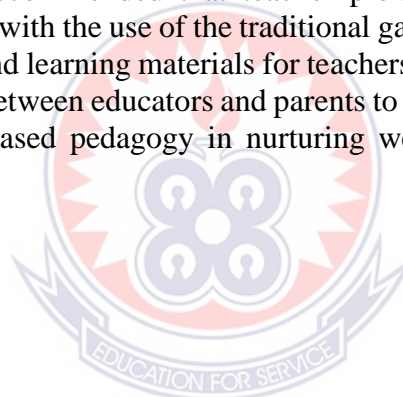 with the use of the traditional ga
nd learning materials for teachers
etween educators and parents to
ased pedagogy in nurturing we
EDUCATION FOR SERVICE